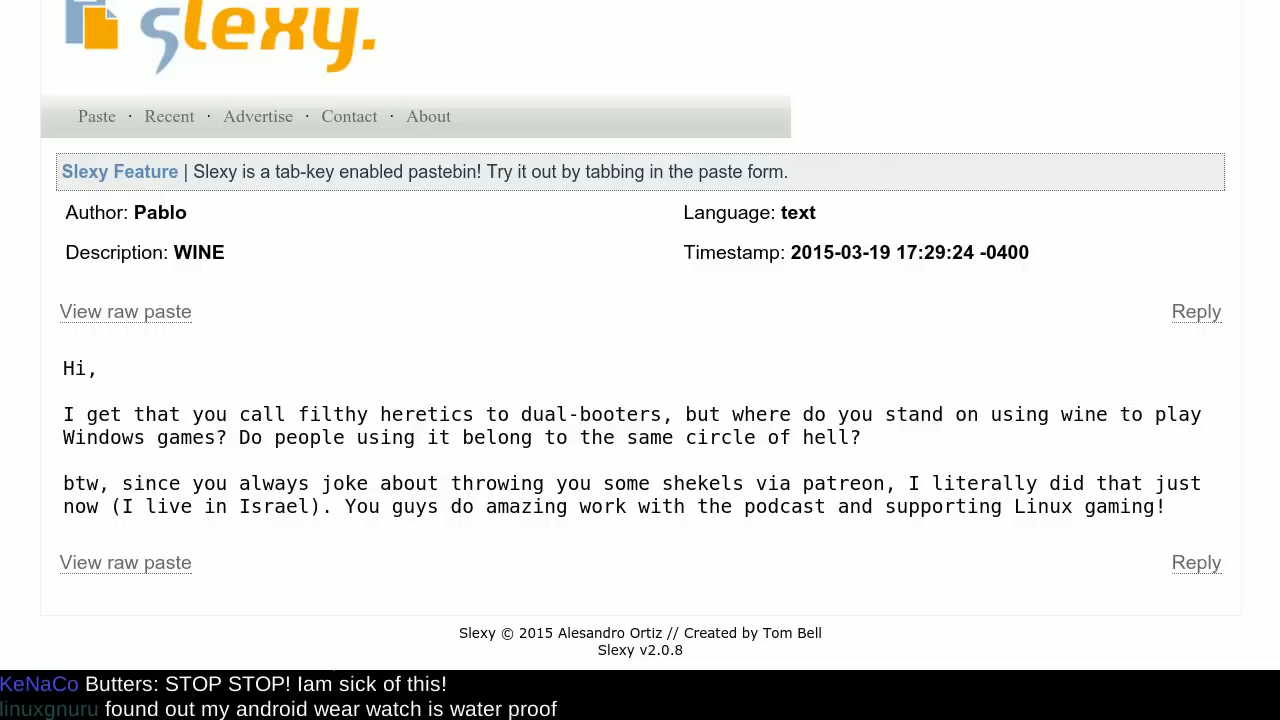 slexy.
Paste · Recent · Advertise · Contact · About
Slexy Feature | Slexy is a tab-key enabled pastebin! Try it out by tabbing in the paste form.
Author: Pablo Language: text
Description: WINE Timestamp: 2015-03-19 17:29:24 -0400
View raw paste Reply
Hi,
I get that you call filthy heretics to dual-booters, but where do you stand on using wine to play
Windows games? Do people using it belong to the same circle of hell?
btw, since you always joke about throwing you some shekels via patreon, I literally did that just
now (I live in Israel). You guys do amazing work with the podcast and supporting Linux gaming!
View raw paste Reply
Slexy © 2015 Alesandro Ortiz // Created by Tom Bell
Slexy v2.0.8
KeNaCo Butters: STOP STOP! Iam sick of this!
linuxgnuru found out my android wear watch is water proof